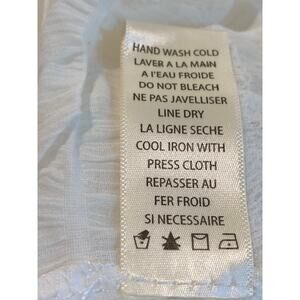 HAND WASH COLD
LAVER A LA MAIN
A l'EAU FROIDE
DO NOT BLEACH
NE PAS JAVELLISER
LINE DRY
LA LIGNE SECHE
COOL IRON WITH
PRESS CLOTH
REPASSER AU
FER FROID
SI NECESSAIRE